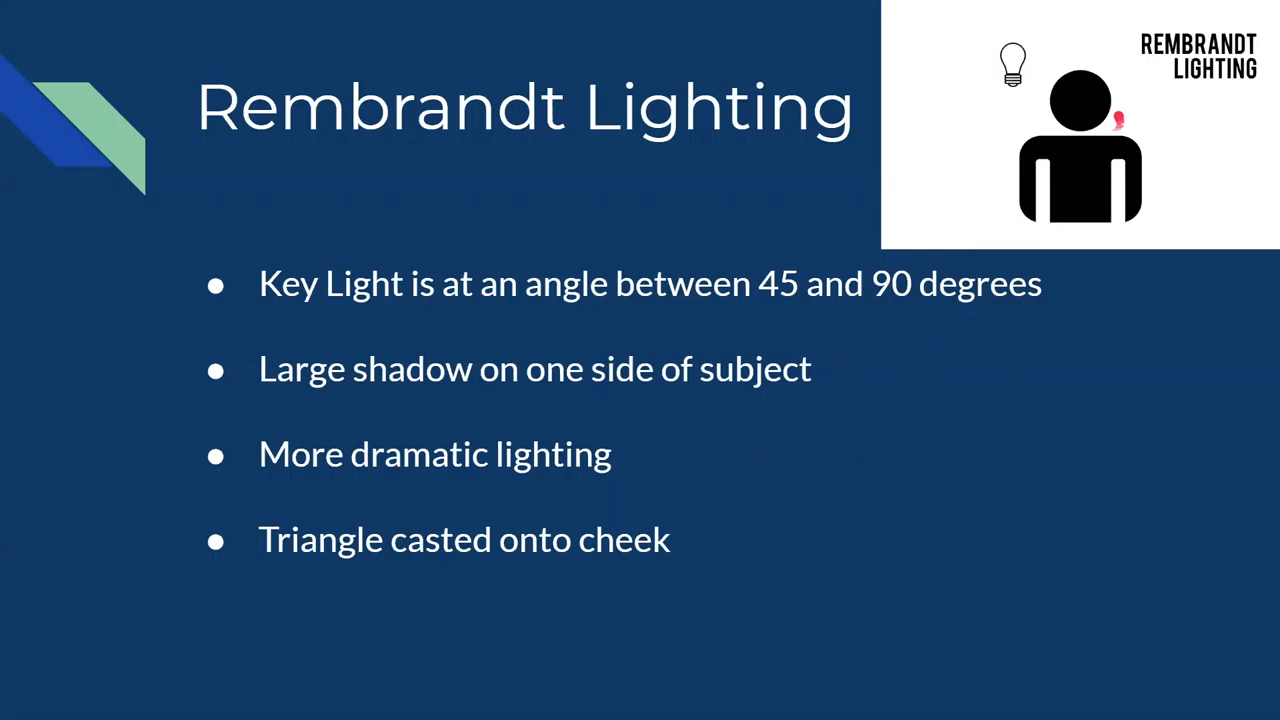 Rembrandt Lighting
REMBRANDT
LIGHTING
● Key Light is at an angle between 45 and 90 degrees
● Large shadow on one side of subject
● More dramatic lighting
● Triangle casted onto cheek